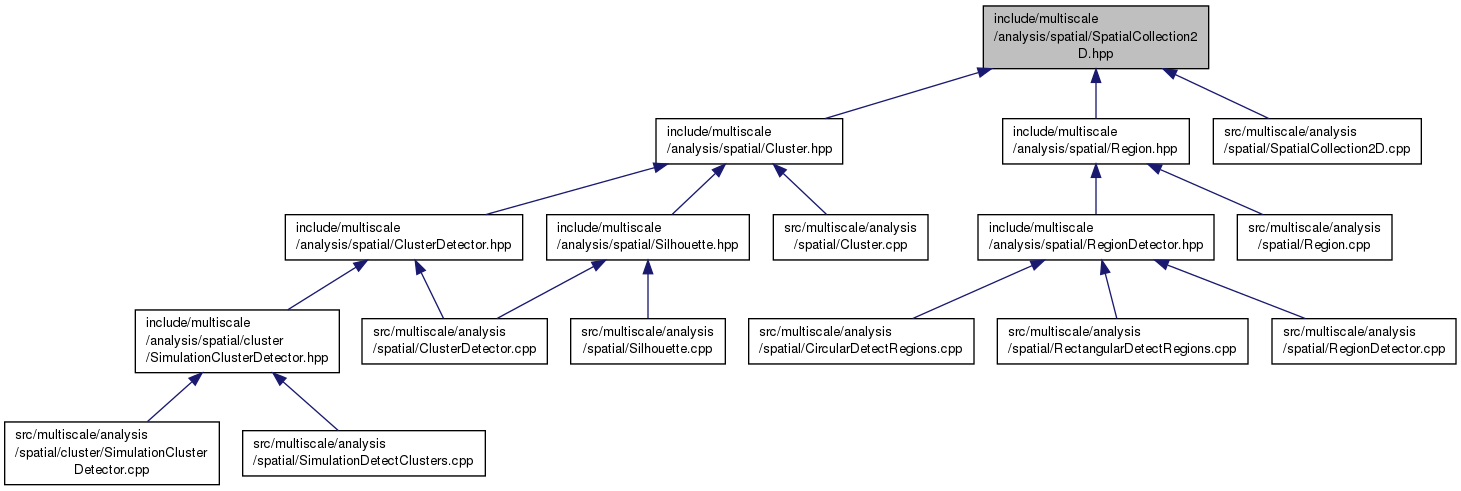 include/multiscale
/analysis/spatial/SpatialCollection2
D.hpp
include/multiscale
/analysis/spatial/Cluster.hpp
include/multiscale
/analysis/spatial/Region.hpp
src/multiscale/analysis
/spatial/SpatialCollection2D.cpp
include/multiscale
/analysis/spatial/ClusterDetector.hpp
include/multiscale
/analysis/spatial/Silhouette.hpp
src/multiscale/analysis
/spatial/Cluster.cpp
include/multiscale
/analysis/spatial/RegionDetector.hpp
src/multiscale/analysis
/spatial/Region.cpp
include/multiscale
/analysis/spatial/cluster
/SimulationClusterDetector.hpp
src/multiscale/analysis
/spatial/ClusterDetector.cpp
src/multiscale/analysis
/spatial/Silhouette.cpp
src/multiscale/analysis
/spatial/CircularDetectRegions.cpp
src/multiscale/analysis
/spatial/RectangularDetectRegions.cpp
src/multiscale/analysis
/spatial/RegionDetector.cpp
src/multiscale/analysis
/spatial/cluster/SimulationCluster
Detector.cpp
src/multiscale/analysis
/spatial/SimulationDetectClusters.cpp